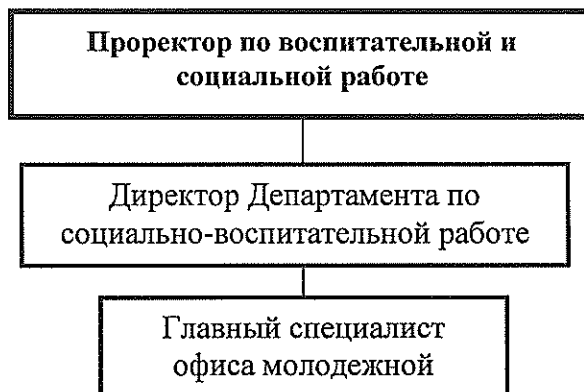 Проректор по воспитательной и
социальной работе
Директор Департамента по
социально-воспитательной работе
Главный специалист
офиса молодежной